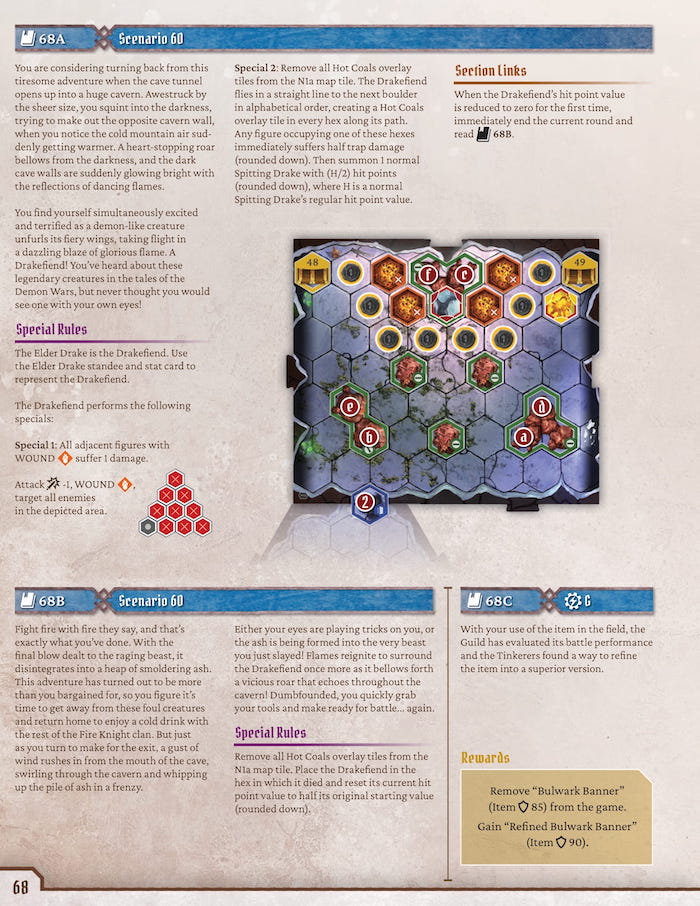 68A Scenario 60
You are considering turning back from this
tiresome adventure when the cave tunnel
opens up into a huge cavern. Awestruck by
the sheer size, you squint into the darkness,
trying to make out the opposite cavern wall,
when you notice the cold mountain air sud-
denly getting warmer. A heart-stopping roar
bellows from the darkness, and the dark
cave walls are suddenly glowing bright with
the reflections of dancing flames.
You find yourself simultaneously excited
and terrified as a demon-like creature
unfurls its fiery wings, taking flight in
a dazzling blaze of glorious flame. A
Drakefiend! You've heard about these
legendary creatures in the tales of the
Demon Wars, but never thought you would
see one with your own eyes!
Special Rules
The Elder Drake is the Drakefiend. Use
the Elder Drake standee and stat card to
represent the Drakefiend.
The Drakefiend performs the following
specials:
Special 1: All adjacent figures with
WOUND suffer 1 damage.
Attack -1, WOUND ,
target all enemies
in the depicted area.
Special 2: Remove all Hot Coals overlay
tiles from the N1a map tile. The Drakefiend
flies in a straight line to the next boulder
in alphabetical order, creating a Hot Coals
overlay tile in every hex along its path.
Any figure occupying one of these hexes
immediately suffers half trap damage
(rounded down). Then summon 1 normal
Spitting Drake with (H/2) hit points
(rounded down), where H is a normal
Spitting Drake's regular hit point value.
Section Links
When the Drakefiend's hit point value
is reduced to zero for the first time,
immediately end the current round and
read 68B.
48
f
c
49
e
b
d
a
2
68B Scenario 60
Fight fire with fire they say, and that's
exactly what you've done. With the
final blow dealt to the raging beast, it
disintegrates into a heap of smoldering ash.
This adventure has turned out to be more
than you bargained for, so you figure it's
time to get away from these foul creatures
and return home to enjoy a cold drink with
the rest of the Fire Knight clan. But just
as you turn to make for the exit, a gust of
wind rushes in from the mouth of the cave,
swirling through the cavern and whipping
up the pile of ash in a frenzy.
Either your eyes are playing tricks on you, or
the ash is being formed into the very beast
you just slayed! Flames reignite to surround
the Drakefiend once more as it bellows forth
a vicious roar that echoes throughout the
cavern! Dumbfounded, you quickly grab
your tools and make ready for battle... again.
Special Rules
Remove all Hot Coals overlay tiles from the
N1a map tile. Place the Drakefiend in the
hex in which it died and reset its current hit
point value to half its original starting value
(rounded down).
68C G
With your use of the item in the field, the
Guild has evaluated its battle performance
and the Tinkerers found a way to refine
the item into a superior version.
Rewards
Remove "Bulwark Banner"
(Item 85) from the game.
Gain "Refined Bulwark Banner"
(Item 90).
68